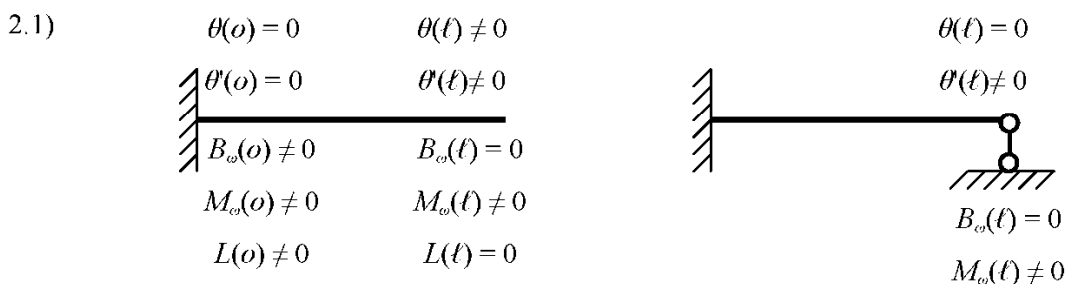 2.1) θ(o) = 0 θ(ℓ) ≠ 0 θ(ℓ) = 0
θ'(o) = 0 θ'(ℓ)≠ 0 θ'(ℓ)≠ 0
B_ω(o) ≠ 0 B_ω(ℓ) = 0
M_ω(o) ≠ 0 M_ω(ℓ) ≠ 0
B_ω(ℓ) = 0
L(o) ≠ 0 L(ℓ) = 0
M_ω(ℓ) ≠ 0